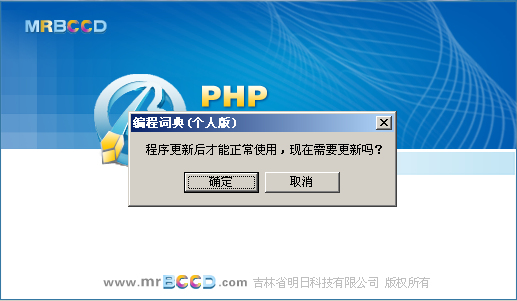 MRBCCD
PHP
编程词典(个人版)
程序更新后才能正常使用，现在需要更新吗?
确定
取消
www.mrBCCD.com 吉林省明日科技有限公司 版权所有